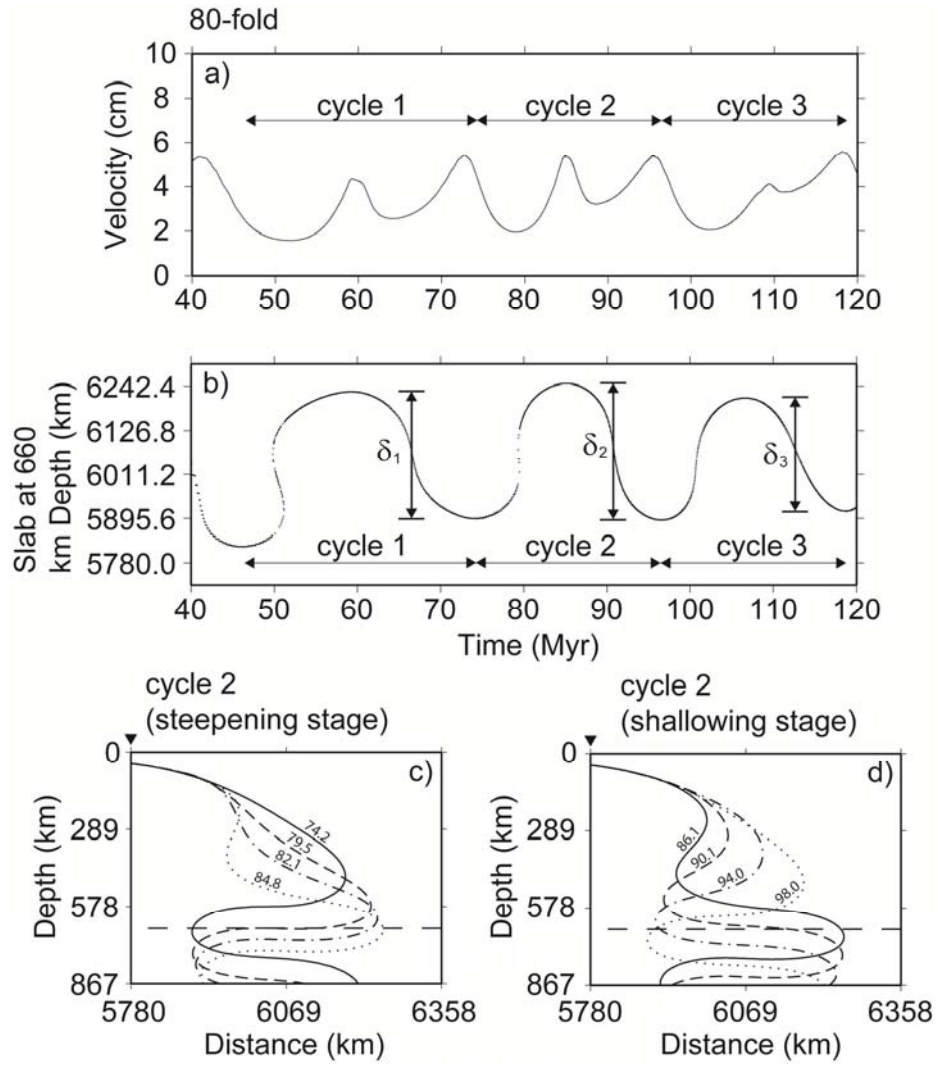 80-fold
a)
Velocity (cm)
10
8
6
4
2
0
cycle 1
cycle 2
cycle 3
40 50 60 70 80 90 100 110 120
b)
Slab at 660
km Depth (km)
6242.4
6126.8
6011.2
5895.6
5780.0
δ1
δ2
δ3
cycle 1
cycle 2
cycle 3
40 50 60 70 80 90 100 110 120
Time (Myr)
cycle 2
(steepening stage)
c)
Depth (km)
0
289
578
867
74.2
79.5
82.1
84.8
5780 6069 6358
Distance (km)
cycle 2
(shallowing stage)
d)
Depth (km)
0
289
578
867
86.1
90.1
94.0
98.0
5780 6069 6358
Distance (km)